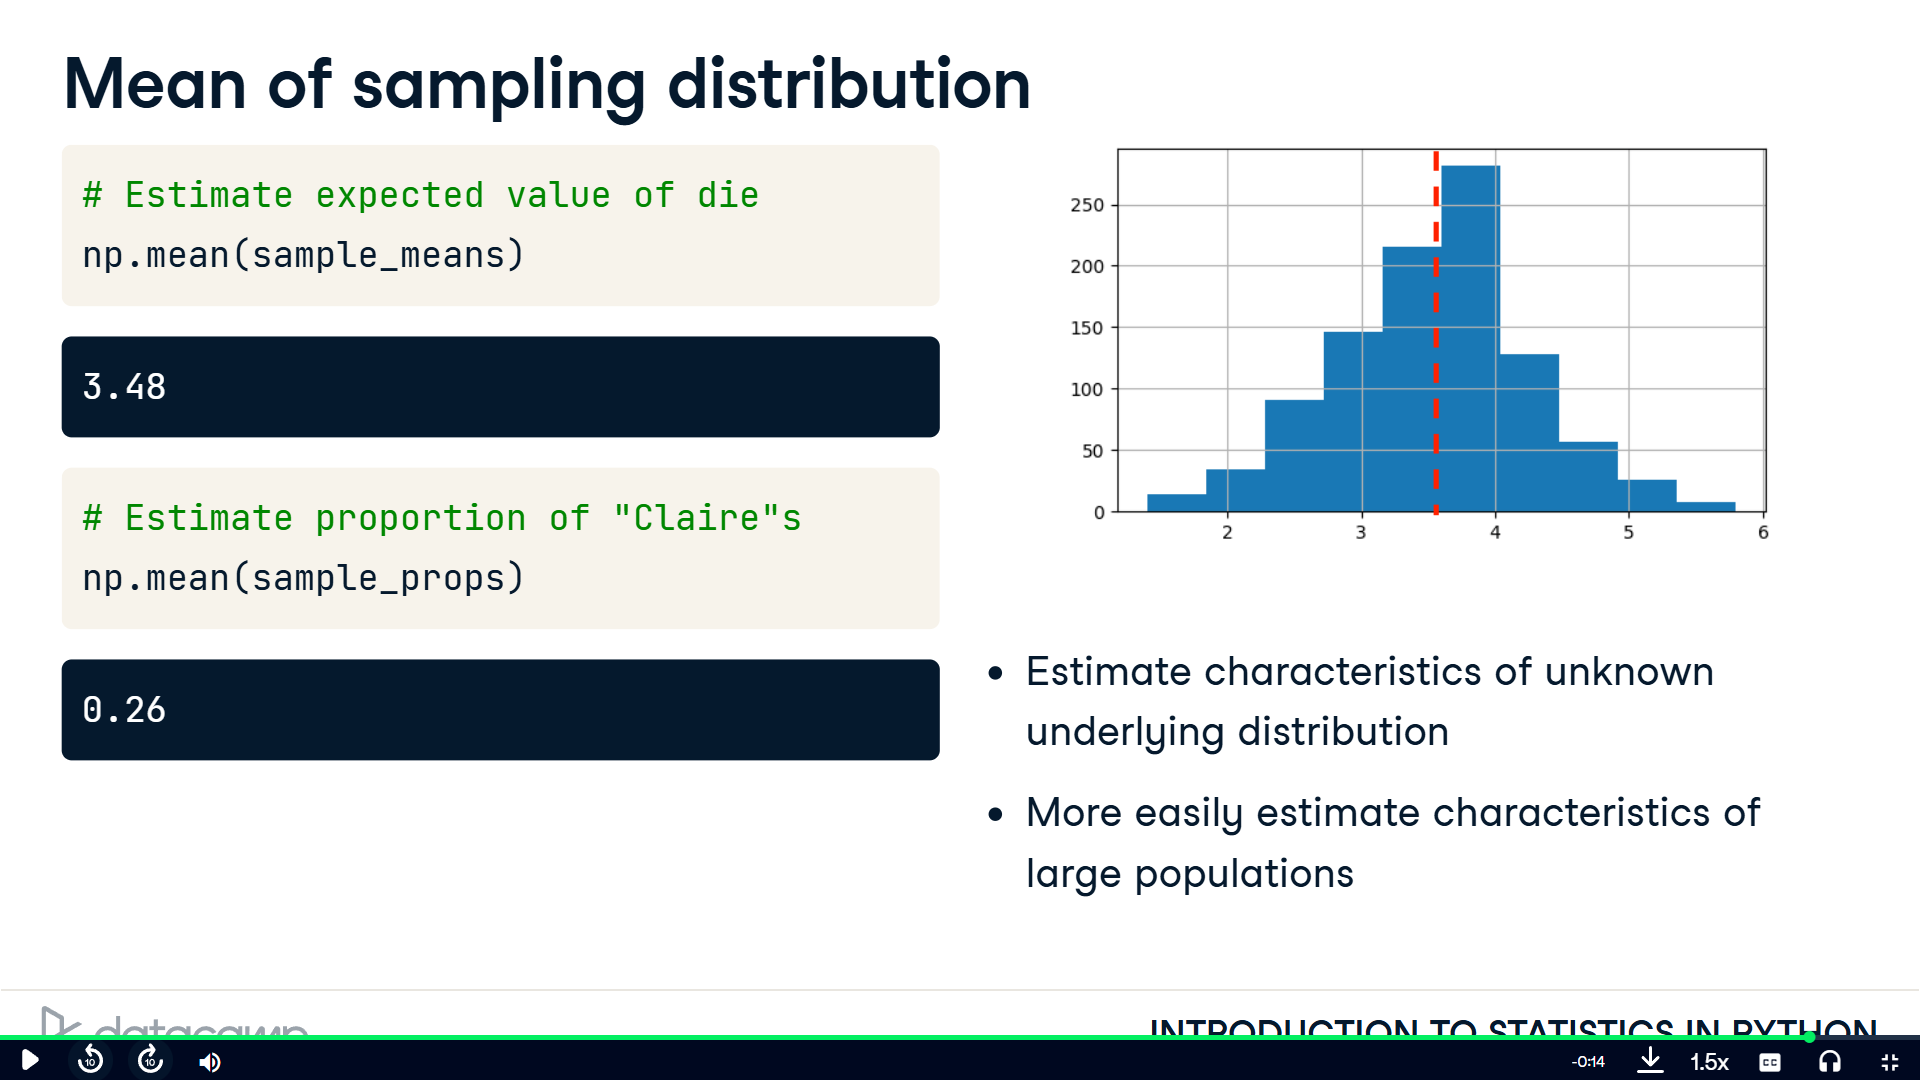 Mean of sampling distribution
# Estimate expected value of die
np.mean(sample_means)
3.48
# Estimate proportion of "Claire"s
np.mean(sample_props)
0.26
250
200
150
100
50
0
2 3 4 5 6
• Estimate characteristics of unknown
underlying distribution
• More easily estimate characteristics of
large populations
datacamp
INTRODUCTION TO STATISTICS IN PYTHON
10
10
-0:14
1.5x
CC